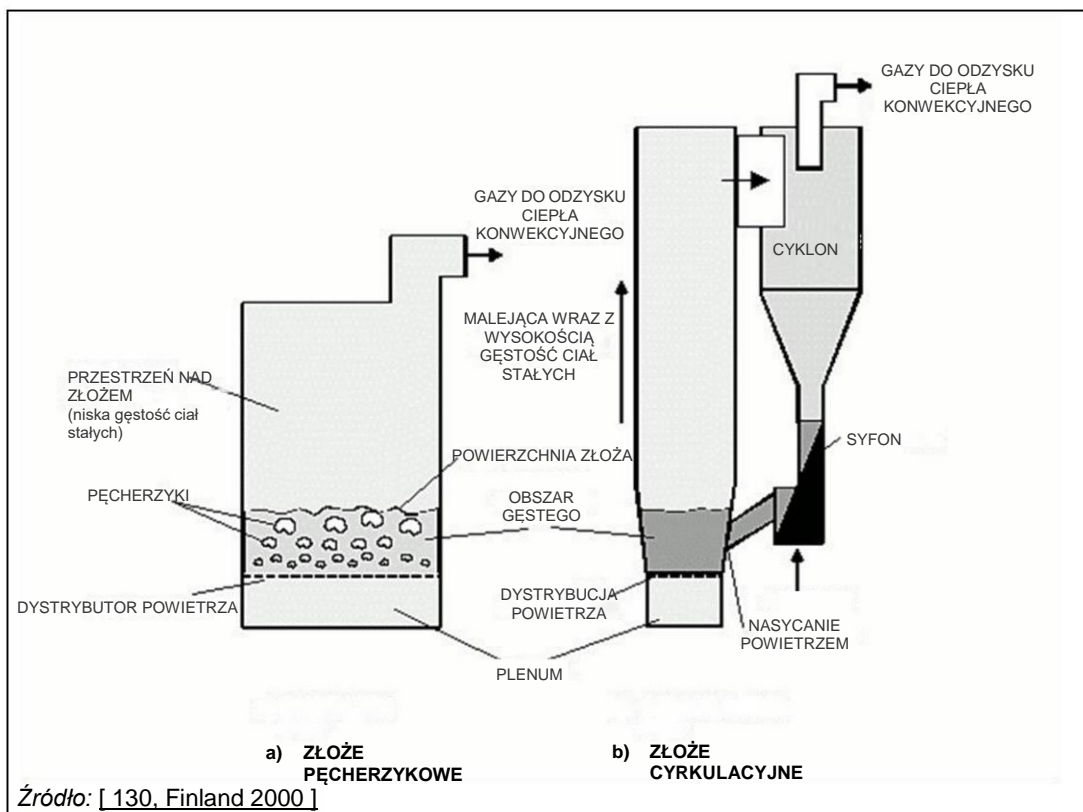 GAZY DO ODZYSKU
CIEPŁA
KONWEKCYJNEGO
GAZY DO ODZYSKU
CIEPŁA
KONWEKCYJNEGO
CYKLON
MALEJĄCA WRAZ Z
WYSOKOŚCIĄ
GĘSTOŚĆ CIAŁ
STAŁYCH
PRZESTRZEŃ NAD
ZŁOŻEM
(niska gęstość ciał
stałych)
SYFON
POWIERZCHNIA ZŁOŻA
PĘCHERZYKI
OBSZAR
GĘSTEGO
DYSTRYBUTOR POWIETRZA
DYSTRYBUCJA
POWIETRZA
NASYCANIE
POWIETRZEM
PLENUM
a) ZŁOŻE
PĘCHERZYKOWE
b) ZŁOŻE
CYRKULACYJNE
Źródło: [ 130, Finland 2000 ]